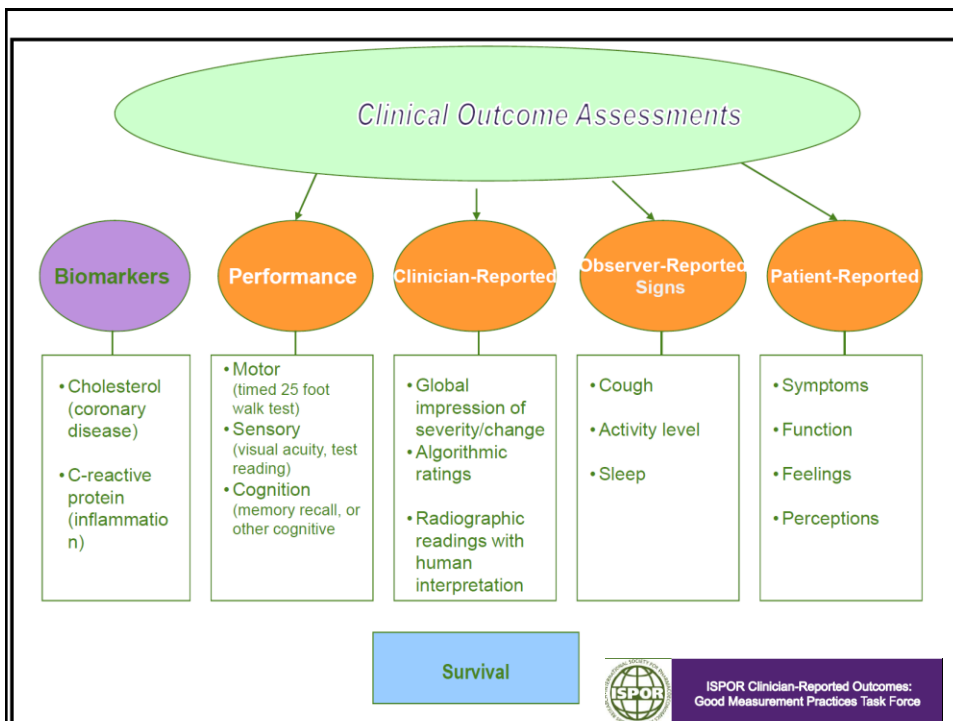 Clinical Outcome Assessments
Biomarkers
Performance
Clinician-Reported
Observer-Reported
Signs
Patient-Reported
• Cholesterol
(coronary
disease)
• C-reactive
protein
(inflammatio
n)
• Motor
(timed 25 foot
walk test)
• Sensory
(visual acuity, test
reading)
• Cognition
(memory recall, or
other cognitive
• Global
impression of
severity/change
• Algorithmic
ratings
• Radiographic
readings with
human
interpretation
• Cough
• Activity level
• Sleep
• Symptoms
• Function
• Feelings
• Perceptions
Survival
ISPOR
ISPOR Clinician-Reported Outcomes:
Good Measurement Practices Task Force